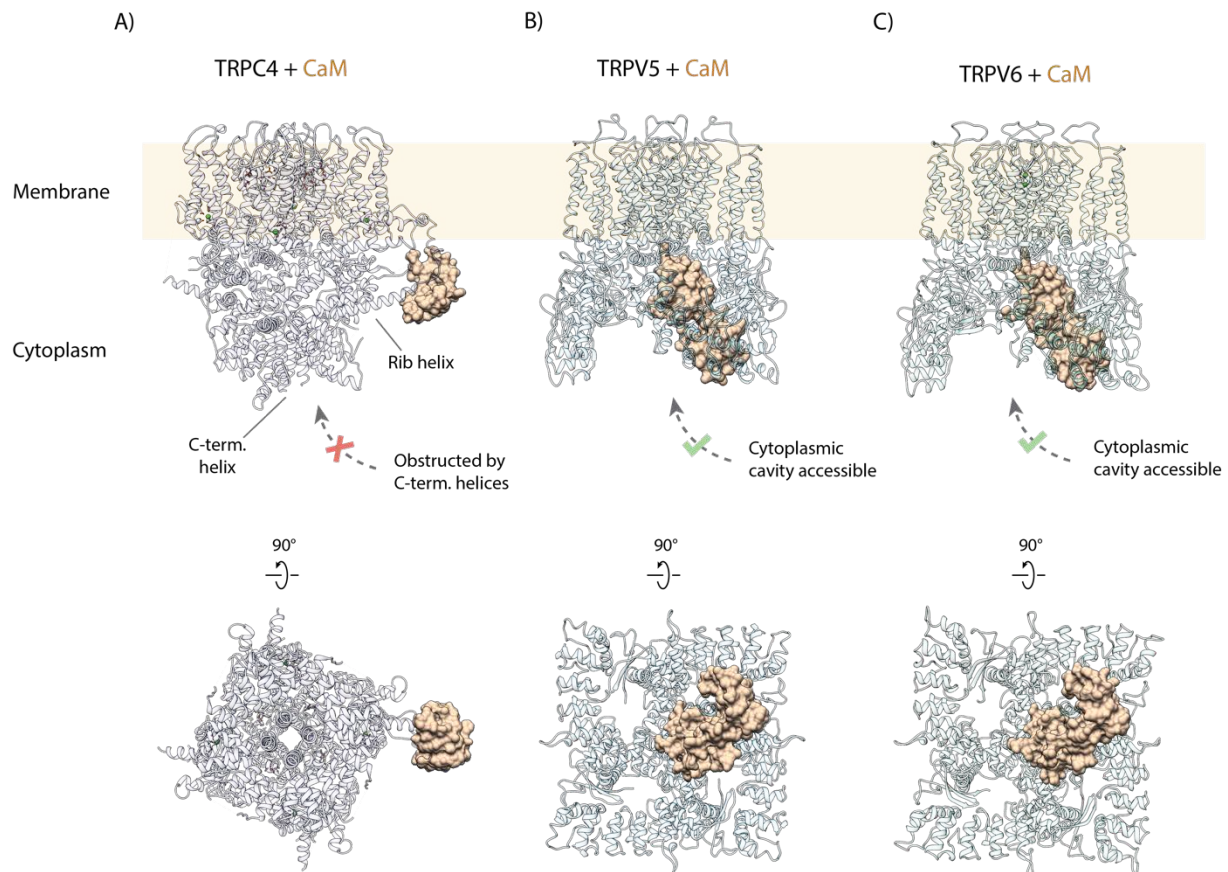 A)
B)
C)
TRPC4 + CaM
TRPV5 + CaM
TRPV6 + CaM
Membrane
Cytoplasm
Rib helix
C-term.
helix
Obstructed by
C-term. helices
Cytoplasmic
cavity accessible
Cytoplasmic
cavity accessible
90°
90°
90°